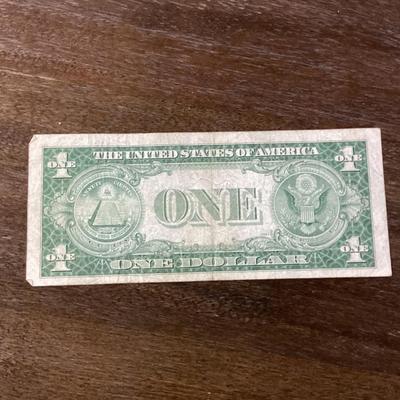 THE UNITED STATES OF AMERICA
1 ONE
1 ONE
ONE
1 ONE
1 ONE
ONE DOLLAR